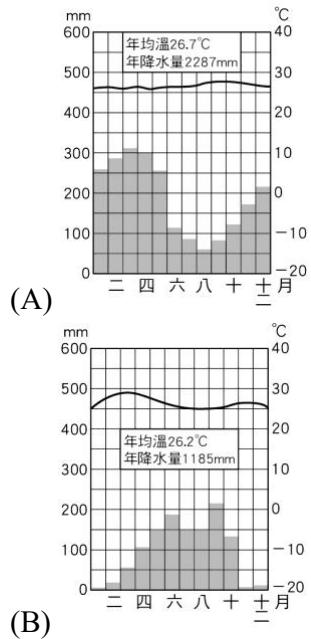 mm ℃
600 40
500 30
400 20
300 10
200 0
100 −10
0 −20
年均溫26.7℃
年降水量2287mm
二 四 六 八 十 十二 月
(A)
mm ℃
600 40
500 30
400 20
300 10
200 0
100 −10
0 −20
年均溫26.2℃
年降水量1185mm
二 四 六 八 十 十二 月
(B)